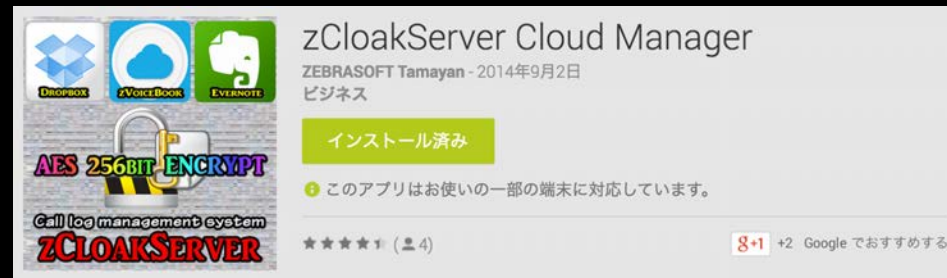 DROPBOX
ZVOICEBOOK
EVERNOTE
AES 256BIT ENCRYPT
Call log management system
ZCLOAKSERVER
zCloakServer Cloud Manager
ZEBRASOFT Tamayan - 2014年9月2日
ビジネス
インストール済み
このアプリはお使いの一部の端末に対応しています。
(4)
g+1 +2 Google でおすすめする